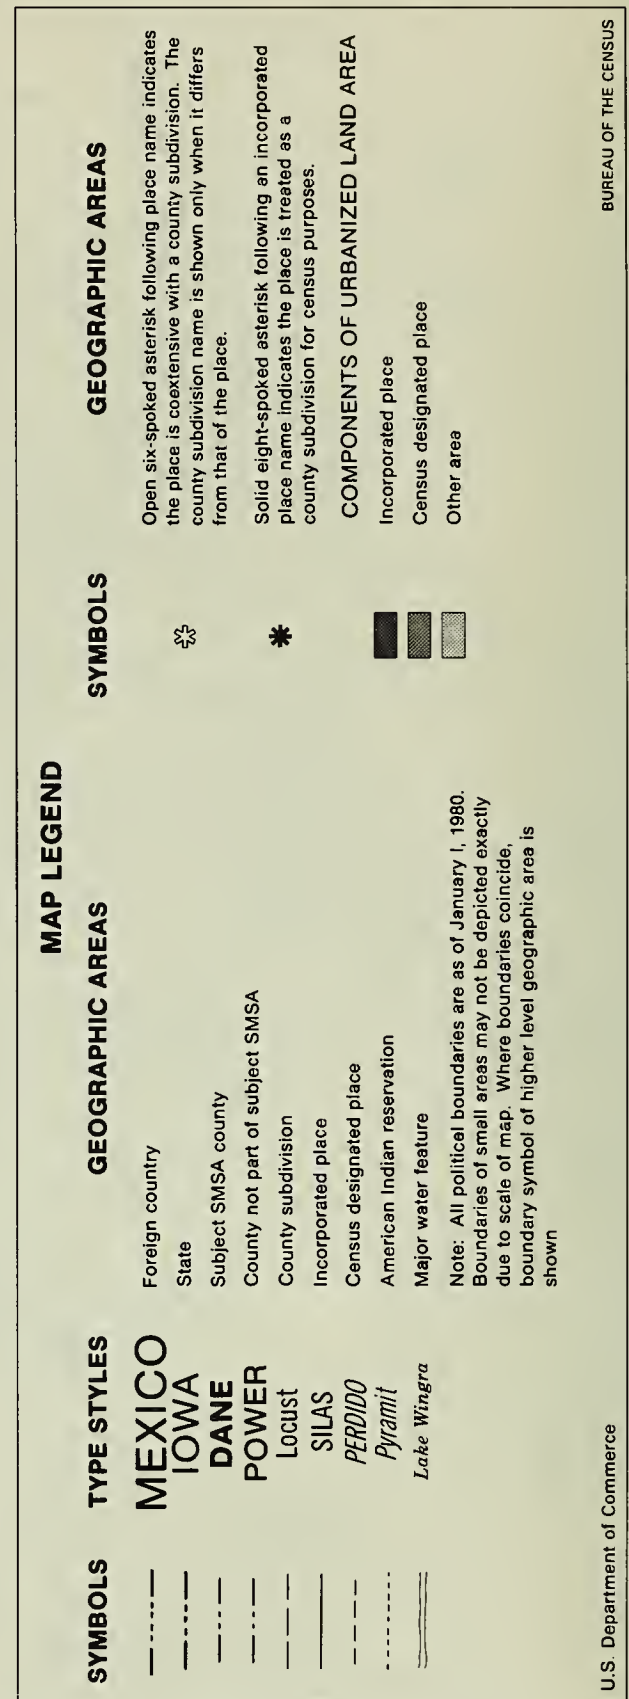 MAP LEGEND
SYMBOLS TYPE STYLES GEOGRAPHIC AREAS
MEXICO Foreign country
IOWA State
DANE Subject SMSA county
POWER County not part of subject SMSA
Locust County subdivision
SILAS Incorporated place
PERDIDO Census designated place
Pyramit American Indian reservation
Lake Wingra Major water feature
Note: All political boundaries are as of January I, 1980.
Boundaries of small areas may not be depicted exactly
due to scale of map. Where boundaries coincide,
boundary symbol of higher level geographic area is
shown
SYMBOLS GEOGRAPHIC AREAS
Open six-spoked asterisk following place name indicates
the place is coextensive with a county subdivision. The
county subdivision name is shown only when it differs
from that of the place.
Solid eight-spoked asterisk following an incorporated
place name indicates the place is treated as a
county subdivision for census purposes.
COMPONENTS OF URBANIZED LAND AREA
Incorporated place
Census designated place
Other area
U.S. Department of Commerce BUREAU OF THE CENSUS